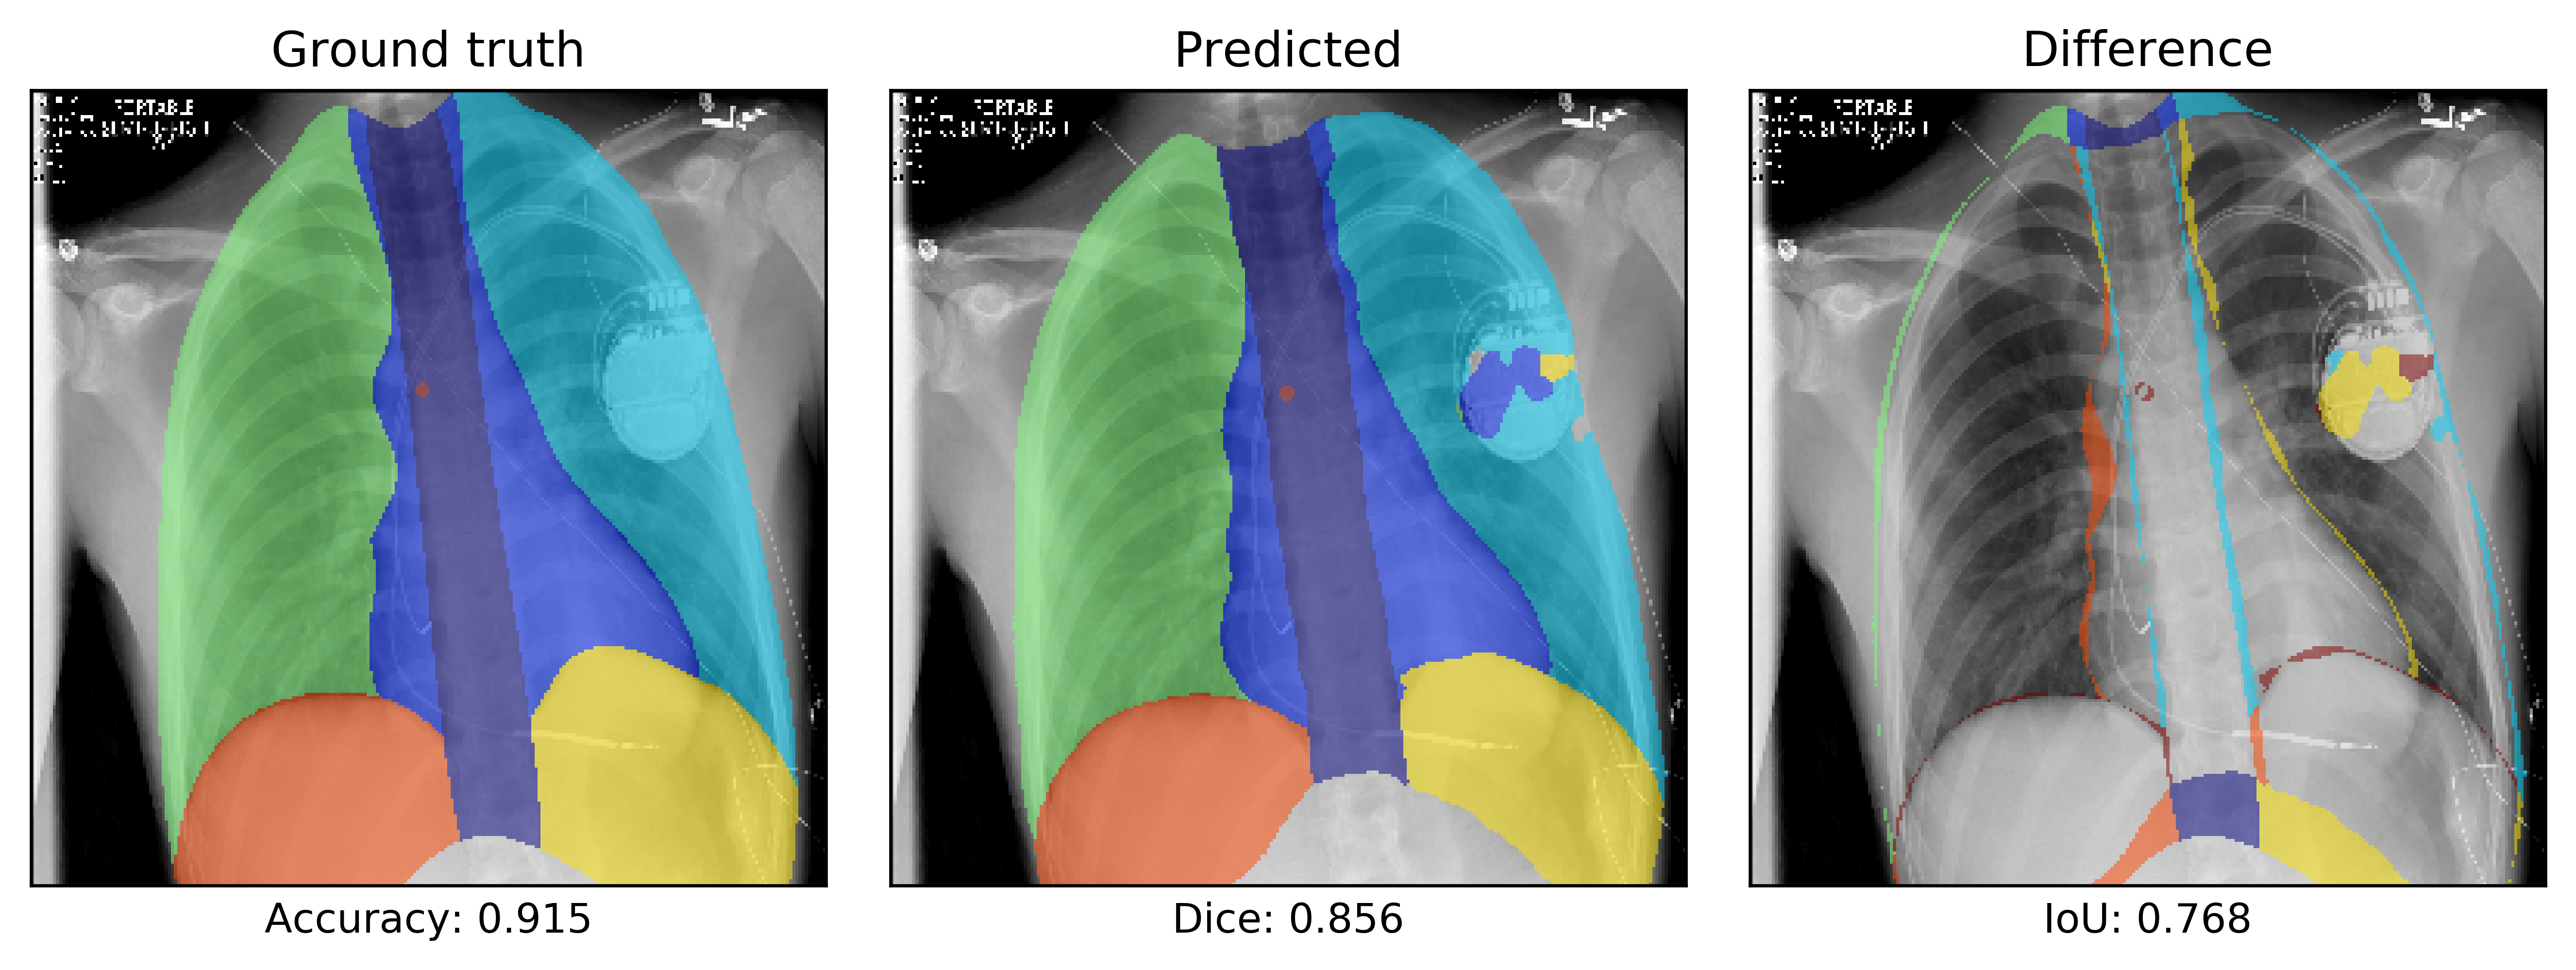 Ground truth
Predicted
Difference
Accuracy: 0.915
Dice: 0.856
IoU: 0.768